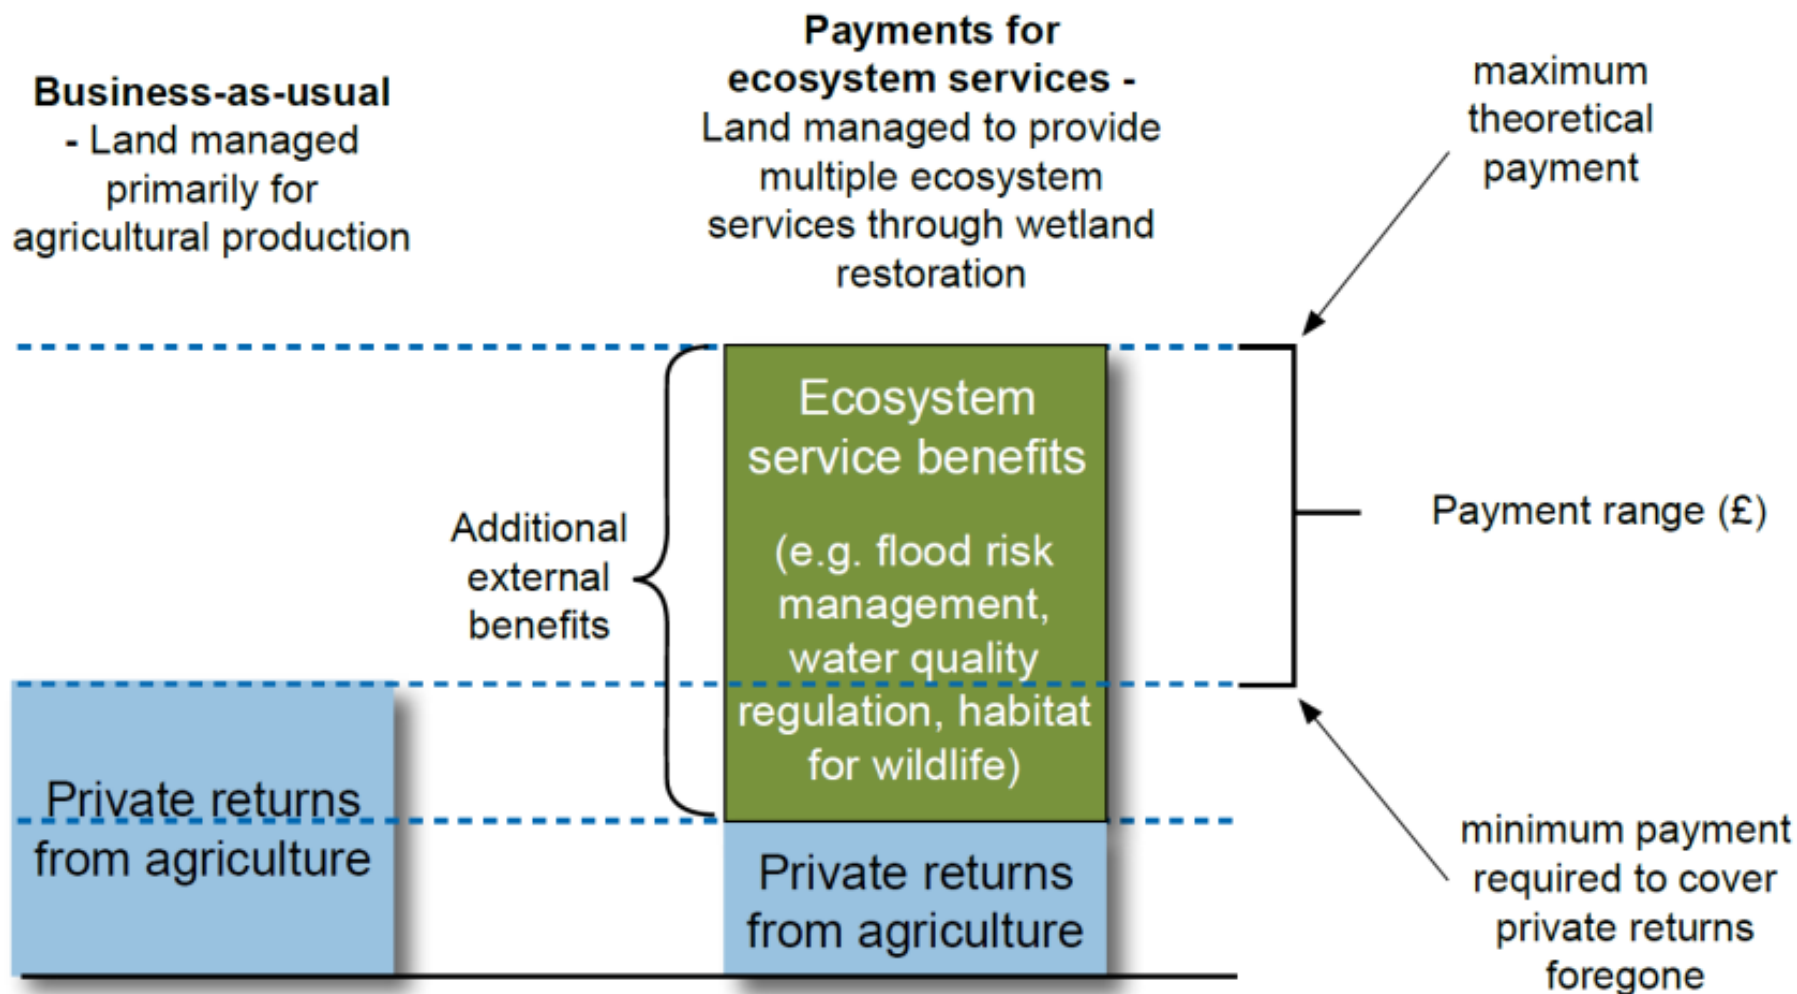 Business-as-usual
- Land managed
primarily for
agricultural production
Payments for
ecosystem services -
Land managed to provide
multiple ecosystem
services through wetland
restoration
maximum
theoretical
payment
Ecosystem
service benefits
(e.g. flood risk
management,
water quality
regulation, habitat
for wildlife)
Additional
external
benefits
Payment range (£)
Private returns
from agriculture
Private returns
from agriculture
minimum payment
required to cover
private returns
foregone